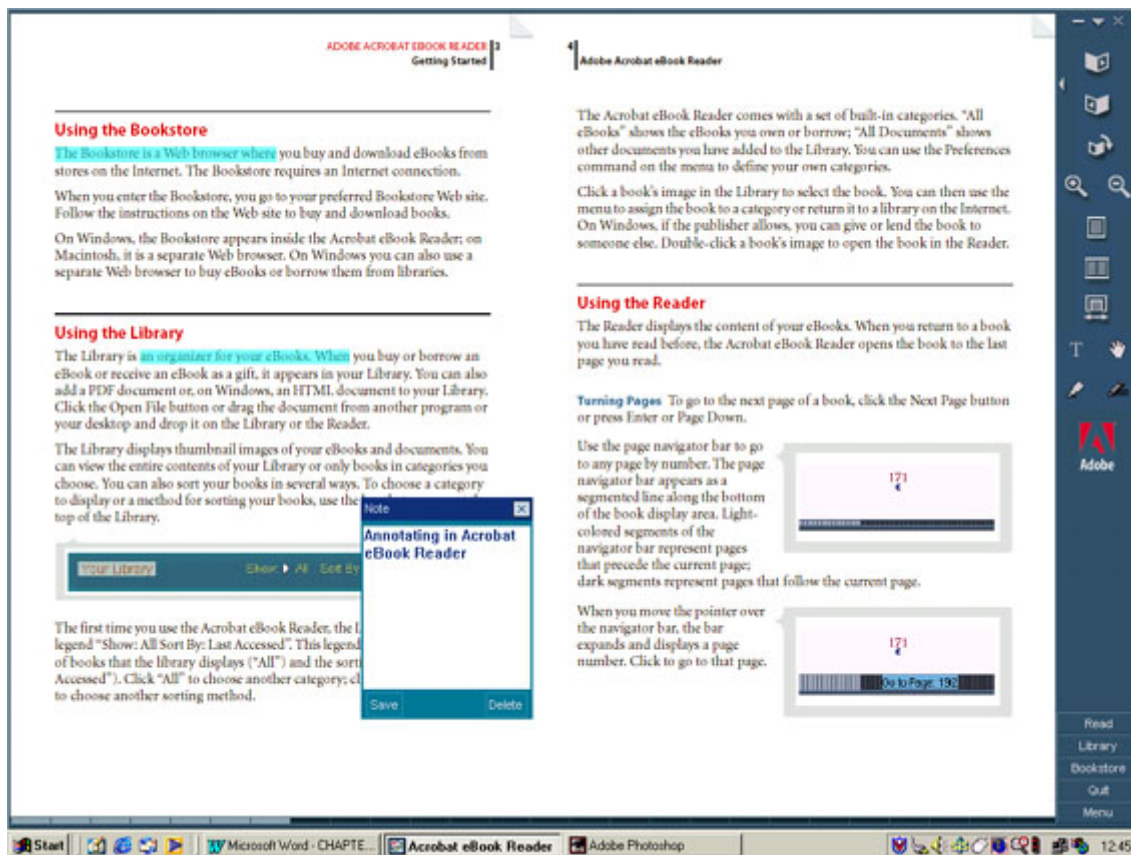 ADOBE ACROBAT EBOOK READER 3
Getting Started
Using the Bookstore
The Bookstore is a Web browser where you buy and download eBooks from
stores on the Internet. The Bookstore requires an Internet connection.
When you enter the Bookstore, you go to your preferred Bookstore Web site.
Follow the instructions on the Web site to buy and download books.
On Windows, the Bookstore appears inside the Acrobat eBook Reader; on
Macintosh, it is a separate Web browser. On Windows you can also use a
separate Web browser to buy eBooks or borrow them from libraries.
Using the Library
The Library is an organizer for your eBooks. When you buy or borrow an
eBook or receive an eBook as a gift, it appears in your Library. You can also
add a PDF document or, on Windows, an HTML document to your Library.
Click the Open File button or drag the document from another program or
your desktop and drop it on the Library or the Reader.
The Library displays thumbnail images of your eBooks and documents. You
can view the entire contents of your Library or only books in categories you
choose. You can also sort your books in several ways. To choose a category
to display or a method for sorting your books, use the
top of the Library.
Your Library Show: All Sort By
The first time you use the Acrobat eBook Reader, the
legend “Show: All Sort By: Last Accessed”. This legend
of books that the library displays (“All”) and the
Accessed”). Click “All” to choose another category;
to choose another sorting method.
Note
Annotating in Acrobat
eBook Reader
Save Delete
4 Adobe Acrobat eBook Reader
The Acrobat eBook Reader comes with a set of built-in categories. “All
eBooks” shows the eBooks you own or borrow; “All Documents” shows
other documents you have added to the Library. You can use the Preferences
command on the menu to define your own categories.
Click a book’s image in the Library to select the book. You can then use the
menu to assign the book to a category or return it to a library on the Internet.
On Windows, if the publisher allows, you can give or lend the book to
someone else. Double-click a book’s image to open the book in the Reader.
Using the Reader
The Reader displays the content of your eBooks. When you return to a book
you have read before, the Acrobat eBook Reader opens the book to the last
page you read.
Turning Pages To go to the next page of a book, click the Next Page button
or press Enter or Page Down.
Use the page navigator bar to go
to any page by number. The page
navigator bar appears as a
segmented line along the bottom
of the book display area. Light-
colored segments of the
navigator bar represent pages
that precede the current page;
dark segments represent pages that follow the current page.
171
When you move the pointer over
the navigator bar, the bar
expands and displays a page
number. Click to go to that page.
171
Go to Page: 192
T
Adobe
Read
Library
Bookstore
Quit
Menu
Start
Microsoft Word - CHAPTE...
Acrobat eBook Reader
Adobe Photoshop
12:45